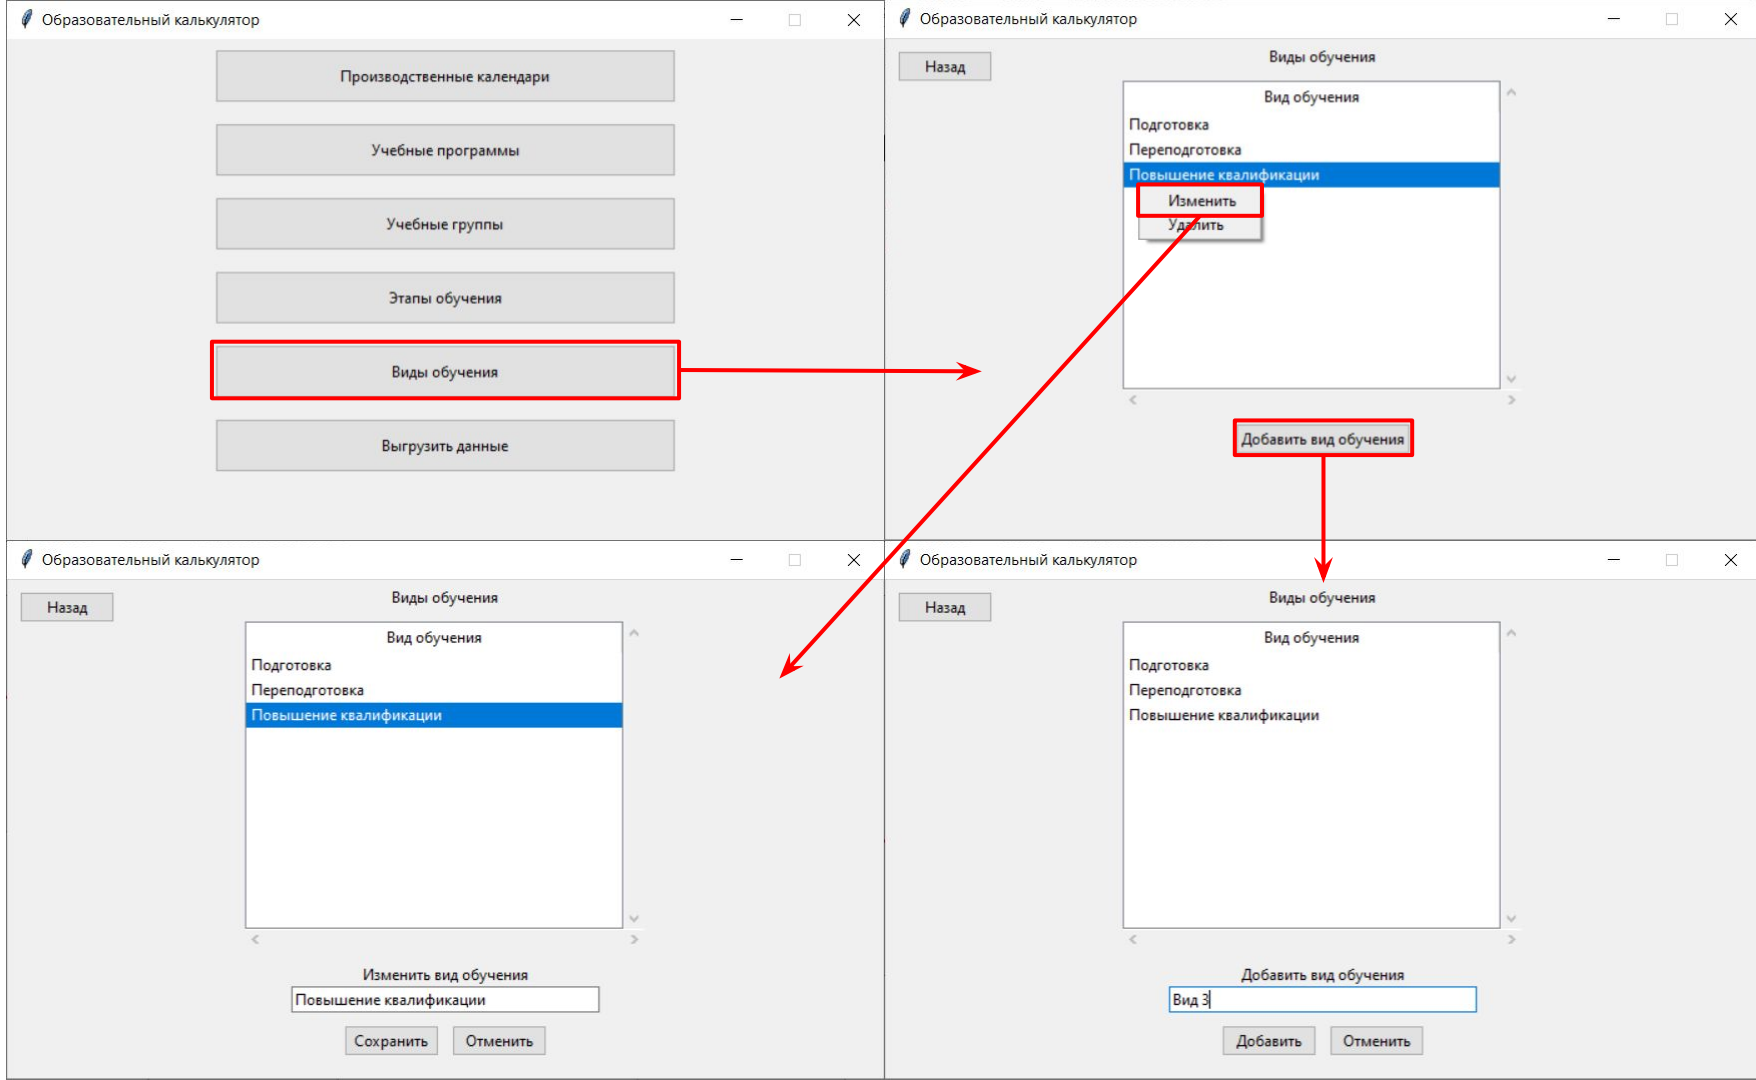 Образовательный калькулятор
Производственные календари
Учебные программы
Учебные группы
Этапы обучения
Виды обучения
Выгрузить данные
Образовательный калькулятор
Назад
Виды обучения
Вид обучения
Подготовка
Переподготовка
Повышение квалификации
Изменить
Удалить
Добавить вид обучения
Образовательный калькулятор
Назад
Виды обучения
Вид обучения
Подготовка
Переподготовка
Повышение квалификации
Изменить вид обучения
Повышение квалификации
Сохранить Отменить
Образовательный калькулятор
Назад
Виды обучения
Вид обучения
Подготовка
Переподготовка
Повышение квалификации
Добавить вид обучения
Вид 3
Добавить Отменить